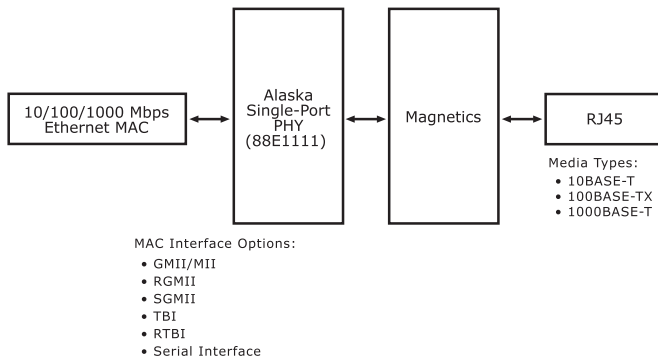 10/100/1000 Mbps
Ethernet MAC
Alaska
Single-Port
PHY
(88E1111)
Magnetics
RJ45
Media Types:
• 10BASE-T
• 100BASE-TX
• 1000BASE-T
MAC Interface Options:
• GMII/MII
• RGMII
• SGMII
• TBI
• RTBI
• Serial Interface